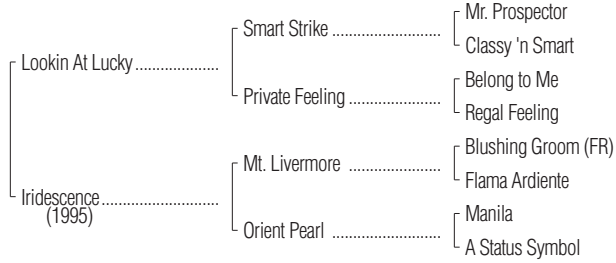 Mr. Prospector
Smart Strike ........................
Classy 'n Smart
Lookin At Lucky ...................
Belong to Me
Private Feeling ....................
Regal Feeling
Blushing Groom (FR)
Mt. Livermore ....................
Flama Ardiente
Iridescence ..........................
(1995)
Manila
Orient Pearl ........................
A Status Symbol